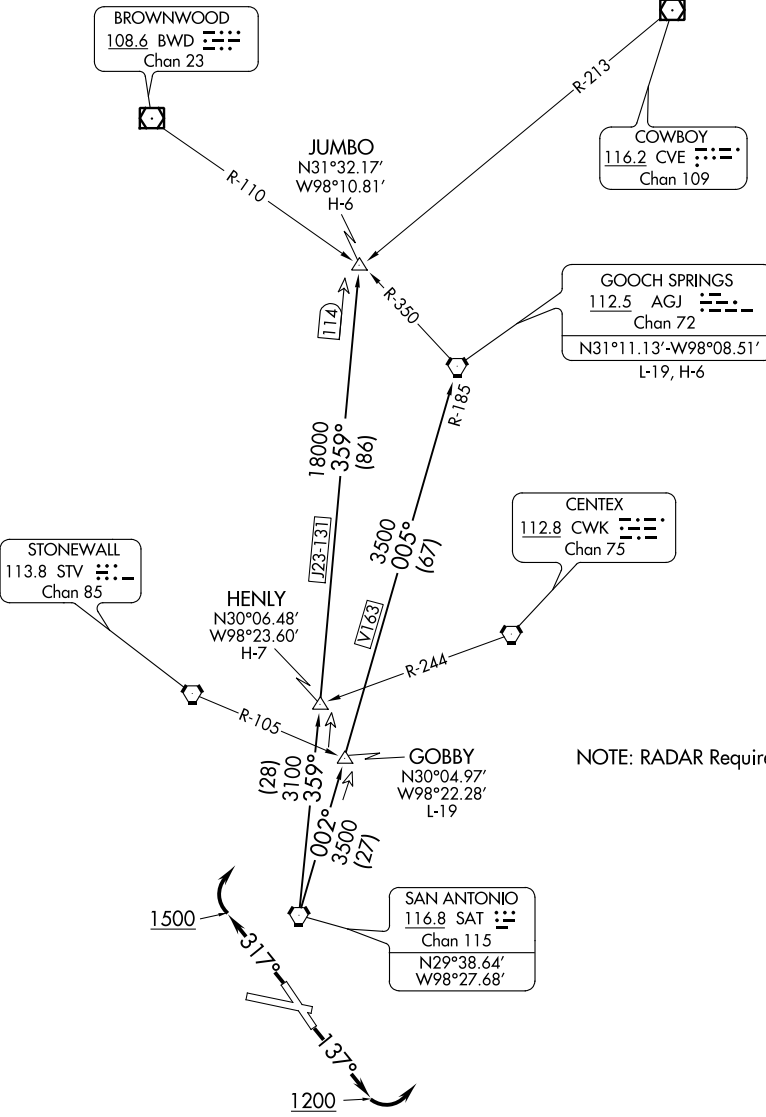 BROWNWOOD
108.6 BWD
Chan 23
R-213
COWBOY
116.2 CVE
Chan 109
JUMBO
N31°32.17′
W98°10.81′
H-6
R-110
R-350
114
GOOCH SPRINGS
112.5 AGJ
Chan 72
N31°11.13′-W98°08.51′
L-19, H-6
R-185
18000
359°
(86)
3500
005°
(67)
CENTEX
112.8 CWK
Chan 75
STONEWALL
113.8 STV
Chan 85
J23-131
V163
HENLY
N30°06.48′
W98°23.60′
H-7
R-244
R-105
GOBBY
N30°04.97′
W98°22.28′
L-19
NOTE: RADAR Require
(28)
3100
359°
002°
3500
(27)
SAN ANTONIO
116.8 SAT
Chan 115
N29°38.64′
W98°27.68′
1500
317°
137°
1200